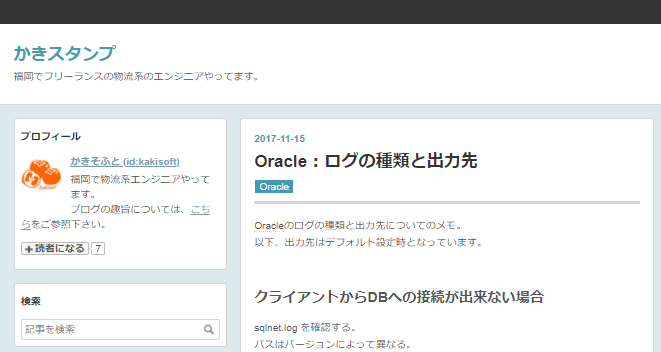 かきスタンプ
福岡でフリーランスの物流系のエンジニアやってます。
プロフィール
かきそふと (id:kakisoft)
福岡で物流系エンジニアやって
ます。
ブログの趣旨については、こち
らをご参照下さい。
+読者になる 7
検索
記事を検索
2017-11-15
Oracle：ログの種類と出力先
Oracle
Oracleのログの種類と出力先についてのメモ。
以下、出力先はデフォルト設定時となっています。
クライアントからDBへの接続が出来ない場合
sqlnet.log を確認する。
パスはバージョンによって異なる。